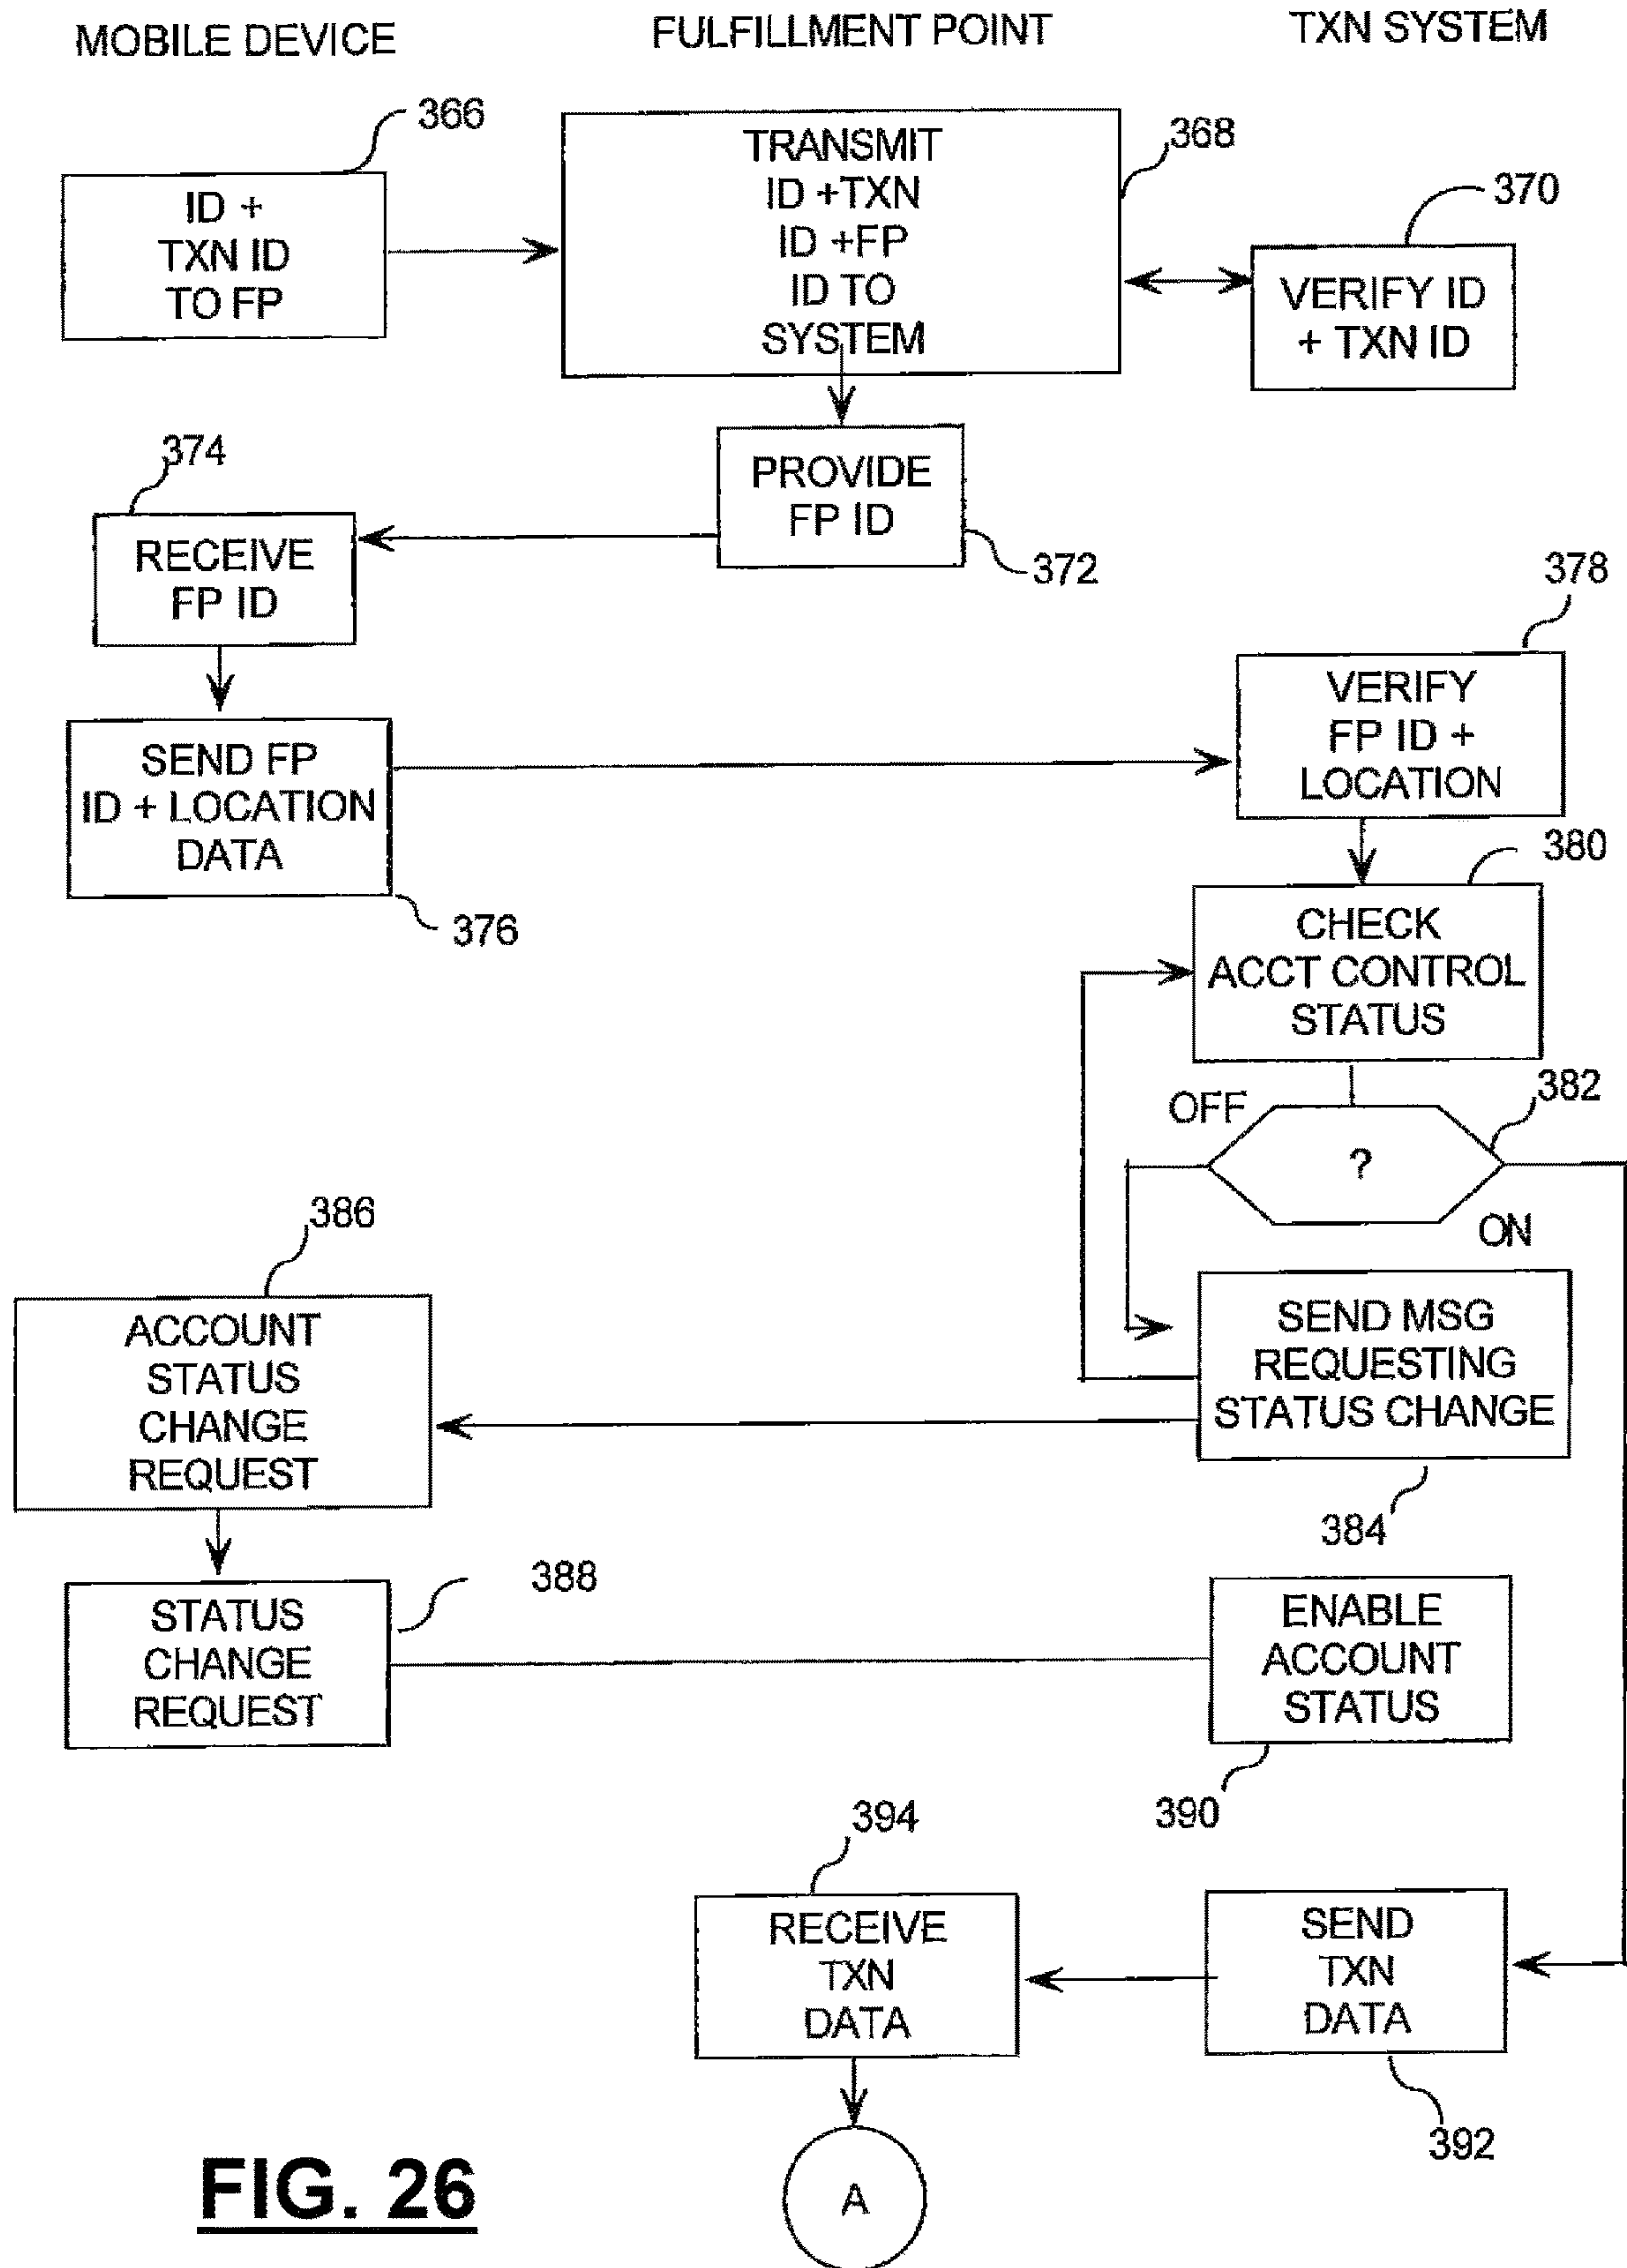 MOBILE DEVICE
FULFILLMENT POINT
TXN SYSTEM
366
ID +
TXN ID
TO FP
368
TRANSMIT
ID +TXN
ID +FP
ID TO
SYSTEM
370
VERIFY ID
+ TXN ID
PROVIDE
FP ID
372
374
RECEIVE
FP ID
SEND FP
ID + LOCATION
DATA
376
378
VERIFY
FP ID +
LOCATION
380
CHECK
ACCT CONTROL
STATUS
382
OFF
?
ON
SEND MSG
REQUESTING
STATUS CHANGE
384
386
ACCOUNT
STATUS
CHANGE
REQUEST
388
STATUS
CHANGE
REQUEST
ENABLE
ACCOUNT
STATUS
390
394
RECEIVE
TXN
DATA
SEND
TXN
DATA
392
A
FIG. 26